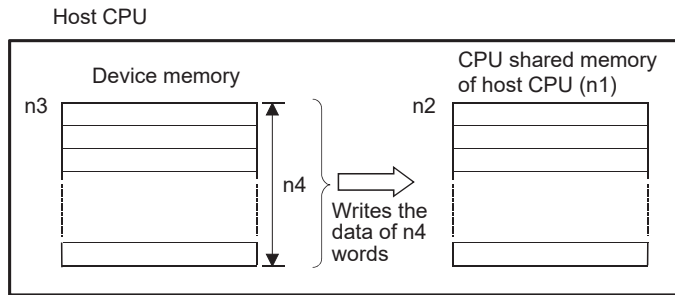 Host CPU
Device memory
CPU shared memory
of host CPU (n1)
n3
n2
n4
Writes the
data of n4
words